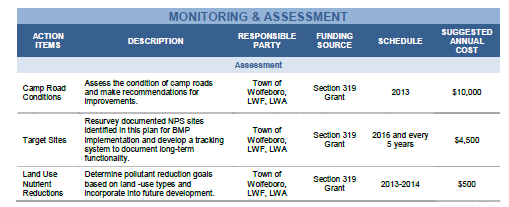 MONITORING & ASSESSMENT
ACTION ITEMS DESCRIPTION RESPONSIBLE PARTY FUNDING SOURCE SCHEDULE SUGGESTED ANNUAL COST
Assessment
Camp Road Conditions
Assess the condition of camp roads
and make recommendations for
improvements.
Town of
Wolfeboro,
LWF, LWA
Section 319
Grant
2013
$10,000
Target Sites
Resurvey documented NPS sites
identified in this plan for BMP
implementation and develop a tracking
system to document long-term
functionality.
Town of
Wolfeboro,
LWF, LWA
Section 319
Grant
2016 and every
5 years
$4,500
Land Use
Nutrient
Reductions
Determine pollutant reduction goals
based on land -use types and
incorporate into future development.
Town of
Wolfeboro,
LWF, LWA
Section 319
Grant
2013-2014
$500